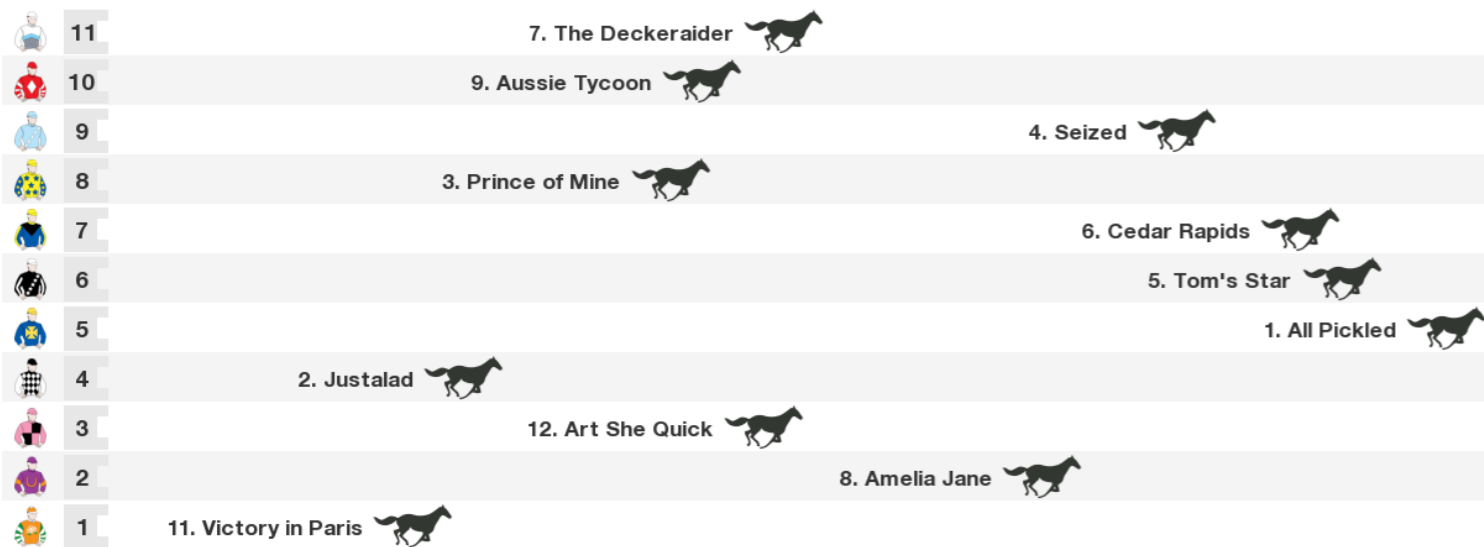 11 7. The Deckeraider
10 9. Aussie Tycoon
9 4. Seized
8 3. Prince of Mine
7 6. Cedar Rapids
6 5. Tom's Star
5 1. All Pickled
4 2. Justalad
3 12. Art She Quick
2 8. Amelia Jane
1 11. Victory in Paris